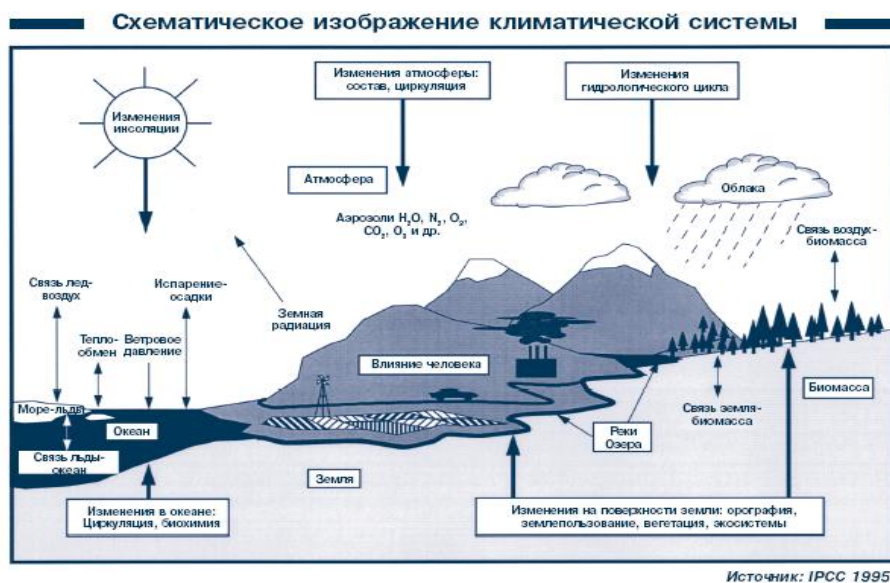 Схематическое изображение климатической системы
Изменения атмосферы:
состав, циркуляция
Изменения
гидрологического цикла
Изменения
инсоляции
Атмосфера
Облака
Аэрозоли H₂O, N₂, O₂,
CO₂, O₃ и др.
Связь воздух-
биомасса
Связь лед-
воздух
Испарение-
осадки
Земная
радиация
Тепло-
обмен
Ветровое
давление
Влияние человека
Биомасса
Море-льды
Океан
Связь земля-
биомасса
Реки
Озера
Связь льды-
океан
Земля
Изменения в океане:
Циркуляция, биохимия
Изменения на поверхности земли: орография,
землепользование, вегетация, экосистемы
Источник: IPCC 1995